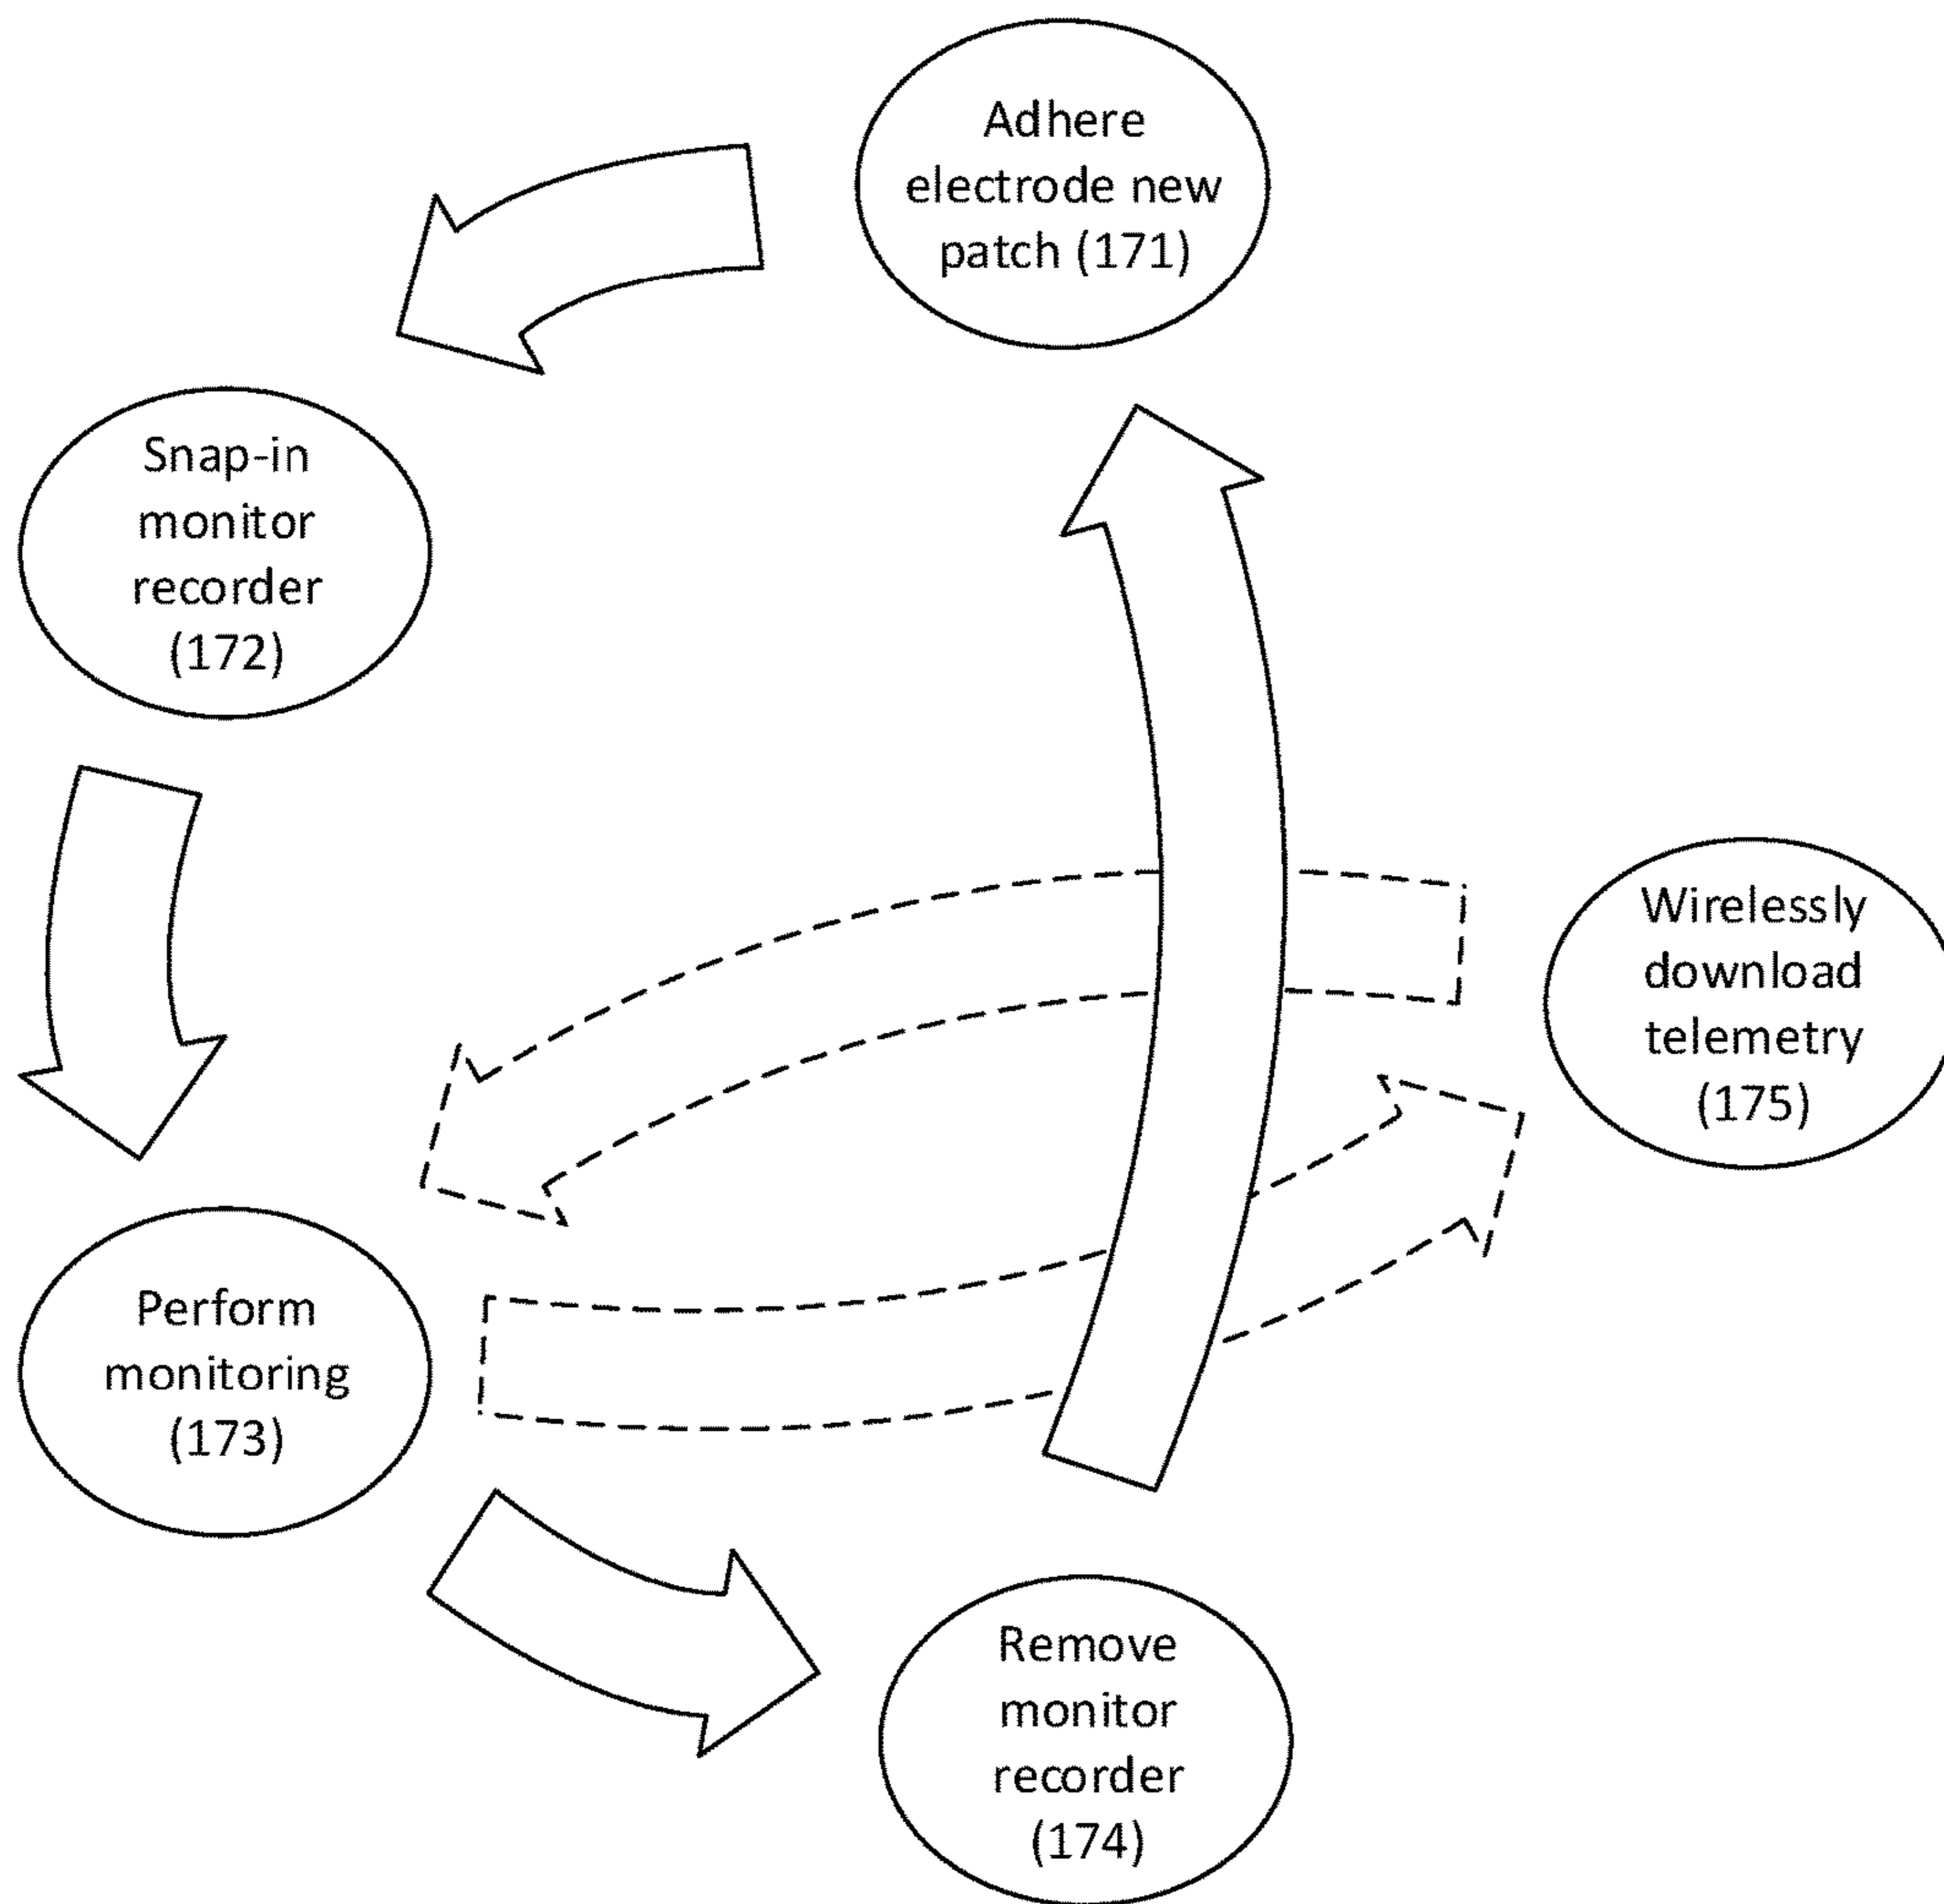 Adhere
electrode new
patch (171)
Snap-in
monitor
recorder
(172)
Wirelessly
download
telemetry
(175)
Perform
monitoring
(173)
Remove
monitor
recorder
(174)